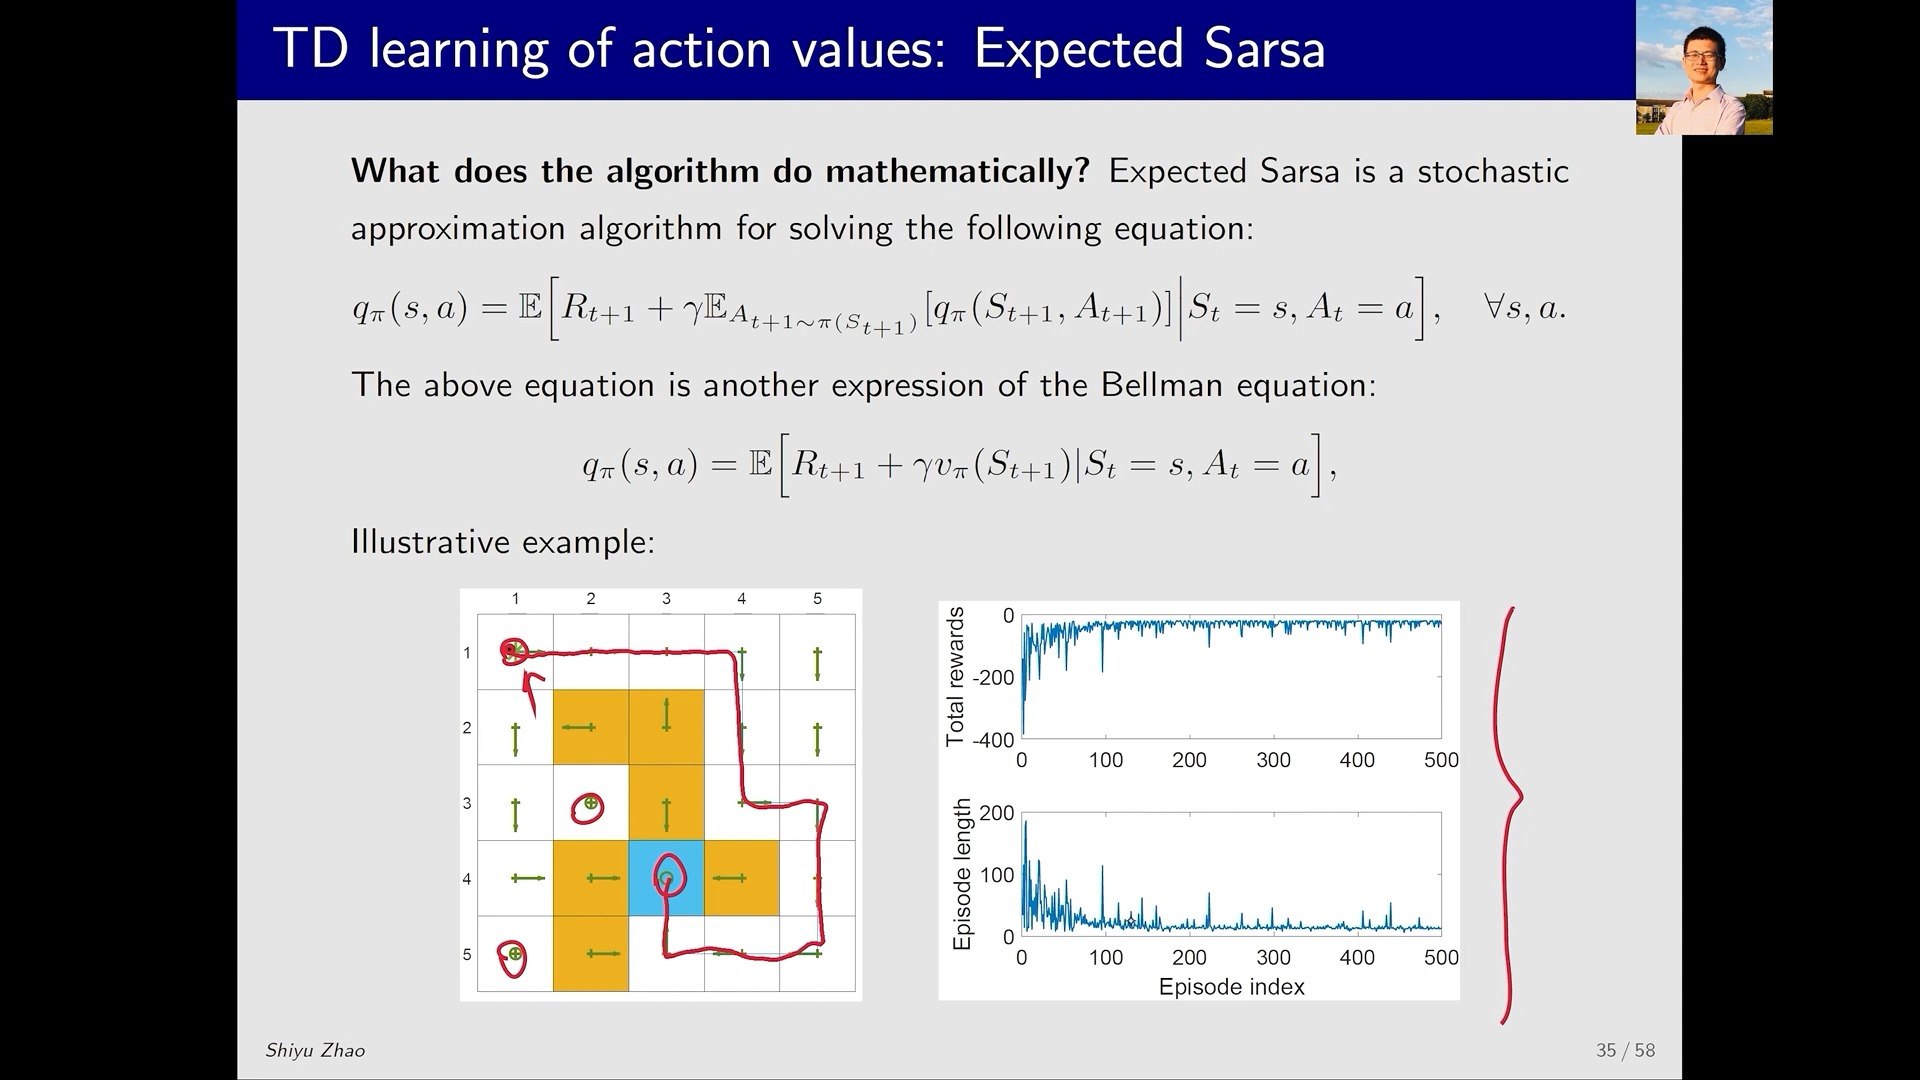 TD learning of action values: Expected Sarsa
What does the algorithm do mathematically? Expected Sarsa is a stochastic
approximation algorithm for solving the following equation:
qπ(s, a) = 𝔼[Rt+1 + γ𝔼At+1∼π(St+1)[qπ(St+1, At+1)]|St = s, At = a], ∀s, a.
The above equation is another expression of the Bellman equation:
qπ(s, a) = 𝔼[Rt+1 + γvπ(St+1)|St = s, At = a],
Illustrative example:
1 2 3 4 5
1
2
3
4
5
Total rewards
0
-200
-400
0 100 200 300 400 500
Episode length
200
100
0
0 100 200 300 400 500
Episode index
Shiyu Zhao
35 / 58